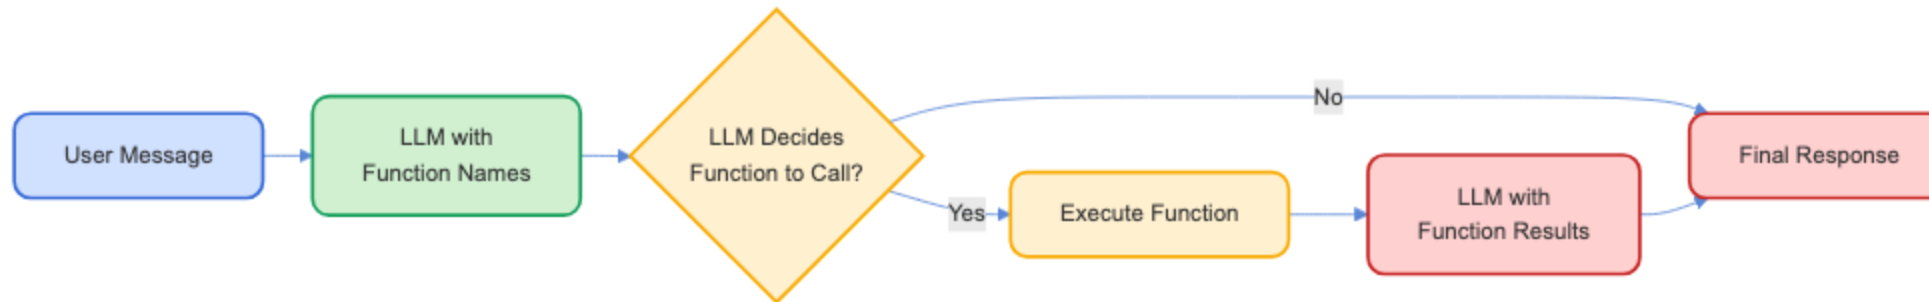 User Message
LLM with
Function Names
LLM Decides
Function to Call?
No
Yes
Execute Function
LLM with
Function Results
Final Response